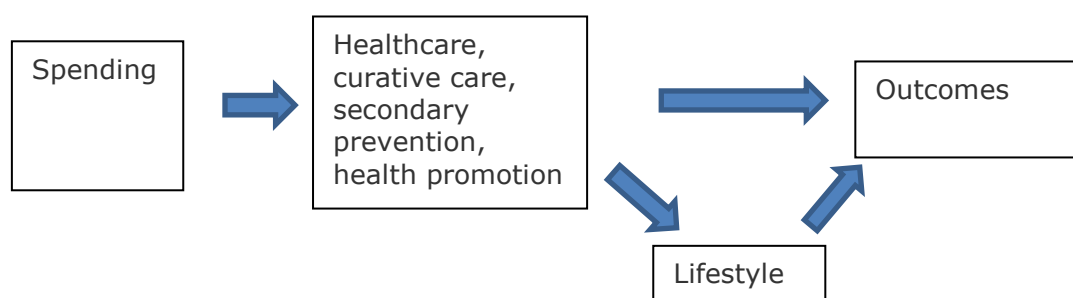 Spending
Healthcare,
curative care,
secondary
prevention,
health promotion
Outcomes
Lifestyle